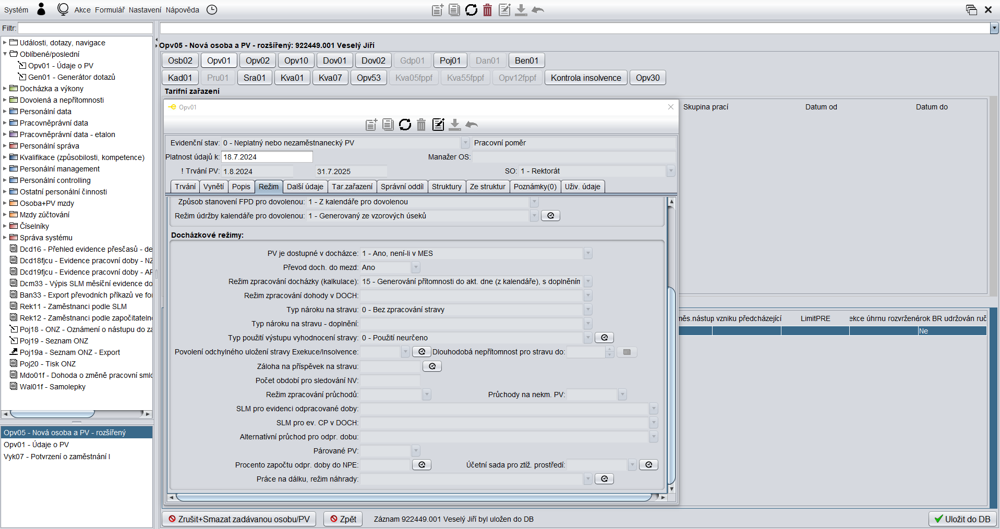 Systém Akce Formulář Nastavení Nápověda
Filtr:
Události, dotazy, navigace
Oblíbené/poslední
Opv01 - Údaje o PV
Gen01 - Generátor dotazů
Docházka a výkony
Dovolená a nepřítomnosti
Personální data
Pracovněprávní data
Pracovněprávní data - etalon
Personální správa
Kvalifikace (způsobilosti, kompetence)
Personální management
Personální controlling
Ostatní personální činnosti
Osoba+PV mzdy
Mzdy zúčtování
Číselníky
Správa systému
Dcd16 - Přehled evidence přesčasů - de
Dcd18fjcu - Evidence pracovní doby - NZ
Dcd19fjcu - Evidence pracovní doby - AF
Dcm33 - Výpis SLM měsíční evidence do
Ban33 - Export převodních příkazů ve for
Rek11 - Zaměstnanci podle SLM
Rek12 - Zaměstnanci podle započitateln
Poj18 - ONZ - Oznámení o nástupu do za
Poj19 - Seznam ONZ
Poj19a - Seznam ONZ - Export
Poj20 - Tisk ONZ
Mdo01f - Dohoda o změně pracovní smlo
Wal01f - Samolepky
Opv05 - Nová osoba a PV - rozšířený
Opv01 - Údaje o PV
Vyk07 - Potvrzení o zaměstnání I
Opv05 - Nová osoba a PV - rozšířený: 922449.001 Veselý Jiří
Osb02 Opv01 Opv02 Opv10 Dov01 Dov02 Gdp01 Poj01 Dan01 Ben01
Kad01 Pru01 Sra01 Kva01 Kva07 Opv53 Kva05fppf Kva55fppf Opv12fppf Kontrola insolvence Opv30
Tarifní zařazení
Skupina prací Datum od Datum do
Opv01
Evidenční stav: 0 - Neplatný nebo nezaměstnanecký PV Pracovní poměr
Platnost údajů k: 18.7.2024 Manažer OS:
! Trvání PV: 1.8.2024 31.7.2025 SO: 1 - Rektorát
Trvání Vynětí Popis Režim Další údaje Tar.zařazení Správní oddíl Struktury Ze struktur Poznámky(0) Uživ. údaje
Způsob stanovení FPD pro dovolenou: 1 - Z kalendáře pro dovolenou
Režim údržby kalendáře pro dovolenou: 1 - Generovaný ze vzorových úseků
Docházkové režimy:
PV je dostupné v docházce: 1 - Ano, není-li v MES
Převod doch. do mezd: Ano
Režim zpracování docházky (kalkulace): 15 - Generování přítomnosti do akt. dne (z kalendáře), s doplněním
Režim zpracování dohody v DOCH:
Typ nároku na stravu: 0 - Bez zpracování stravy
Typ nároku na stravu - doplnění:
Typ použití výstupu vyhodnocení stravy: 0 - Použití neurčeno
Povolení odchylného uložení stravy Exekuce/Insolvence: Dlouhodobá nepřítomnost pro stravu do:
Záloha na příspěvek na stravu:
Počet období pro sledování NV:
Režim zpracování průchodů: Průchody na nekm. PV:
SLM pro evidenci odpracované doby:
SLM pro ev. CP v DOCH:
Alternatívní průchod pro odpr. dobu:
Párované PV:
Procento započtu odpr. doby do NPE: Účetní sada pro ztíž. prostředí:
Práce na dálku, režim náhrady:
měs.nástup vzniku předcházející LimitPRE ekce úhrnu rozvržené rok BR udržován ruč
Ne
Zrušit+Smazat zadávanou osobu/PV Zpět Záznam 922449.001 Veselý Jiří byl uložen do DB Uložit do DB